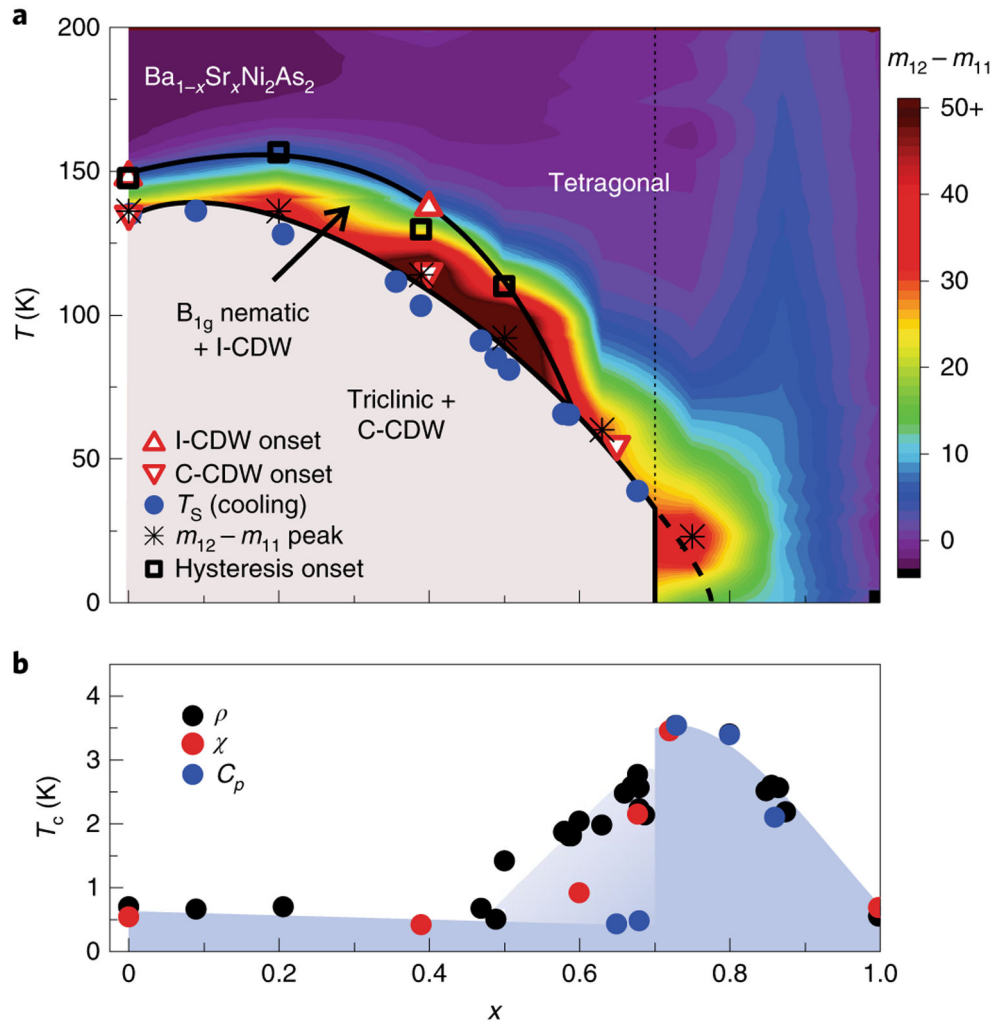 a
200
150
100
50
0
T (K)
Ba₁₋ₓSrₓNi₂As₂
Tetragonal
B₁g nematic
+ I-CDW
Triclinic +
C-CDW
I-CDW onset
C-CDW onset
Tₛ (cooling)
m₁₂ – m₁₁ peak
Hysteresis onset
m₁₂ – m₁₁
50+
40
30
20
10
0
b
4
3
2
1
0
T_c (K)
ρ
χ
C_p
0 0.2 0.4 0.6 0.8 1.0
x